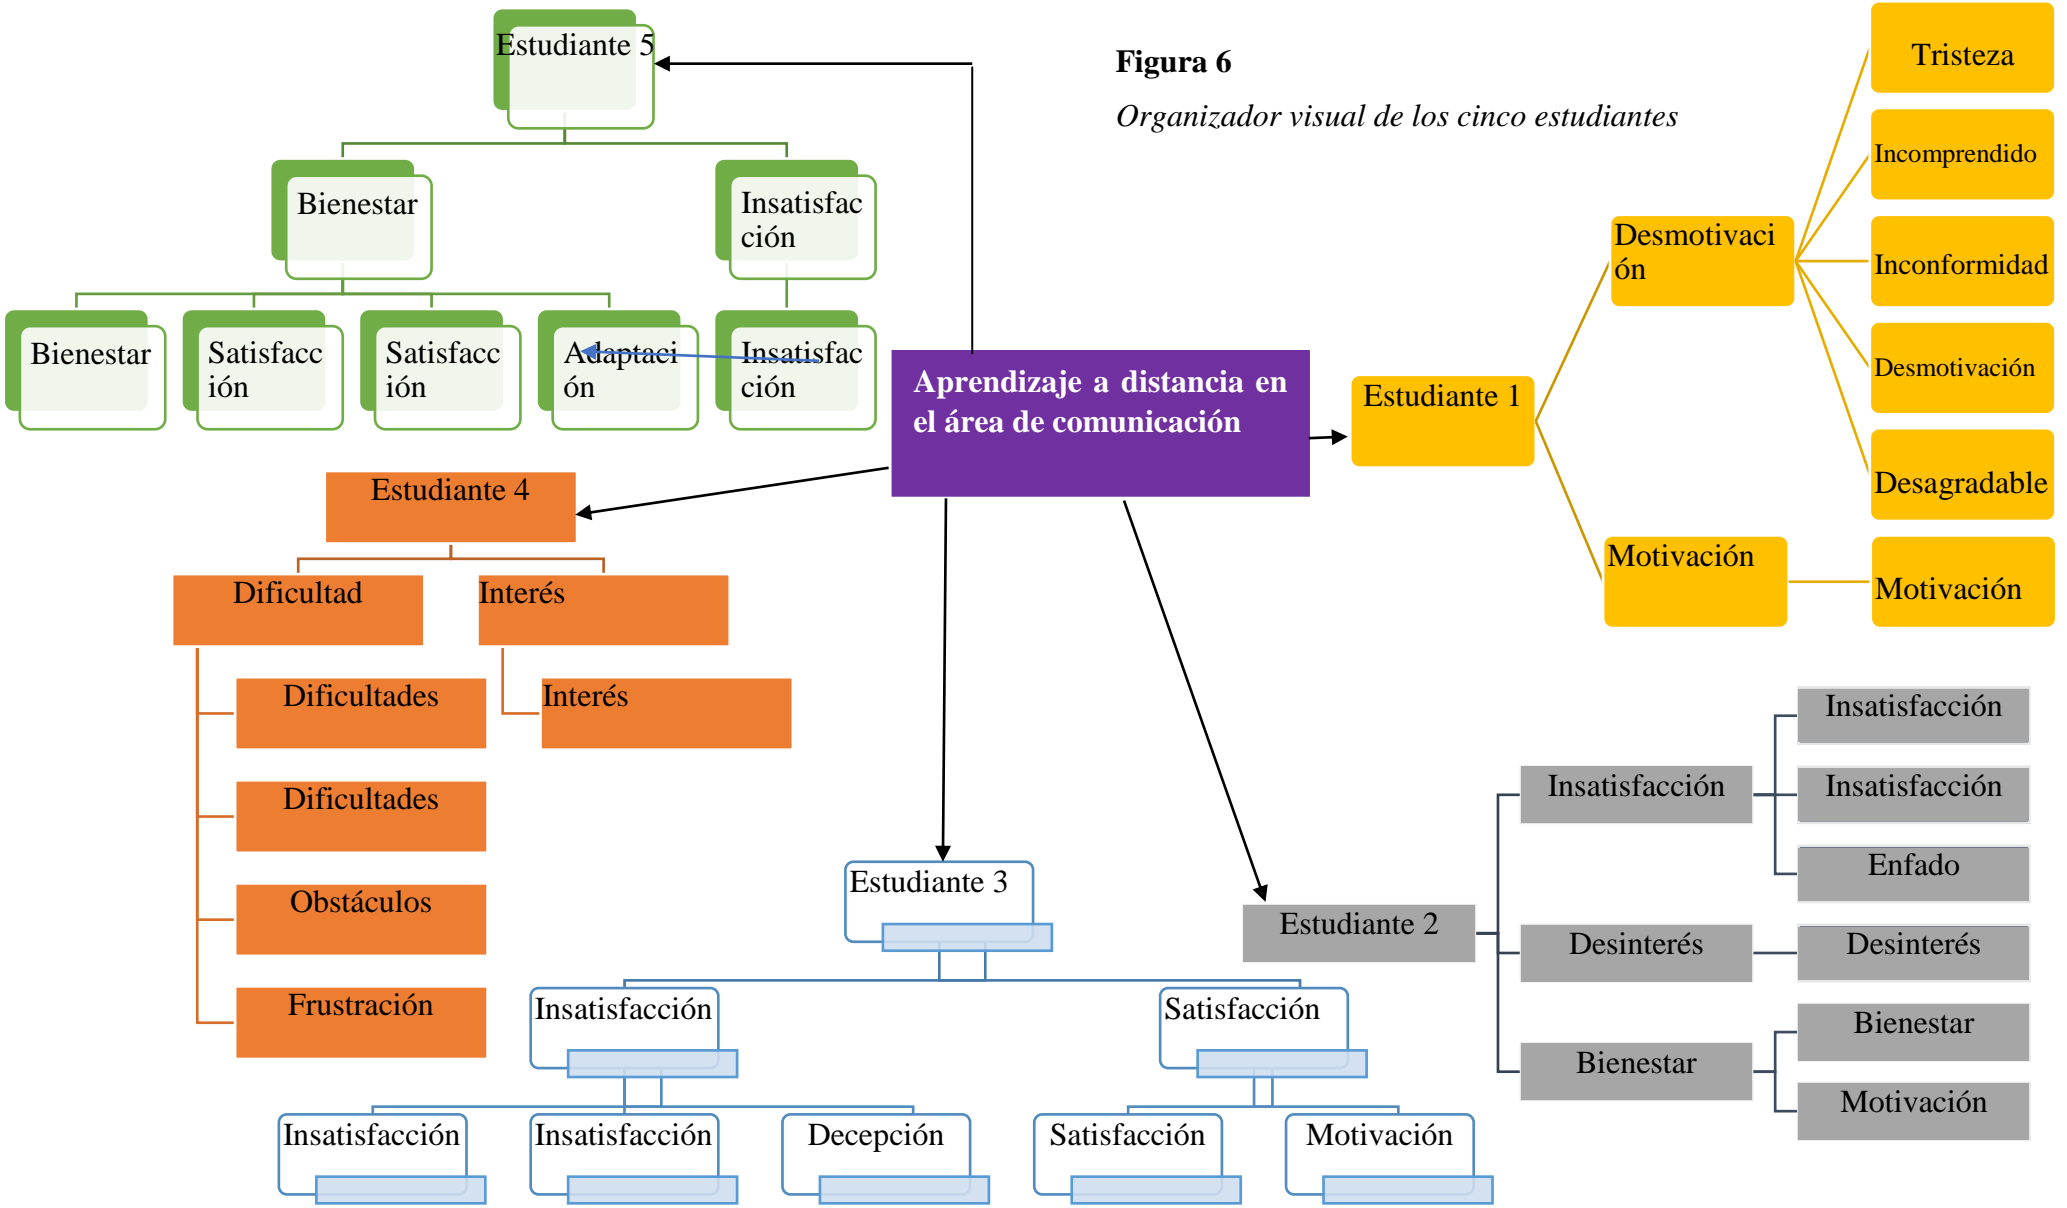 Figura 6
Organizador visual de los cinco estudiantes
Aprendizaje a distancia en
el área de comunicación
Estudiante 5
Bienestar
Insatisfac
ción
Bienestar
Satisfacc
ión
Satisfacc
ión
Adaptaci
ón
Insatisfac
ción
Estudiante 1
Desmotivaci
ón
Tristeza
Incomprendido
Inconformidad
Desmotivación
Desagradable
Motivación
Motivación
Estudiante 4
Dificultad
Dificultades
Dificultades
Obstáculos
Frustración
Interés
Interés
Estudiante 3
Insatisfacción
Insatisfacción
Insatisfacción
Decepción
Satisfacción
Satisfacción
Motivación
Estudiante 2
Insatisfacción
Insatisfacción
Insatisfacción
Enfado
Desinterés
Desinterés
Bienestar
Bienestar
Motivación